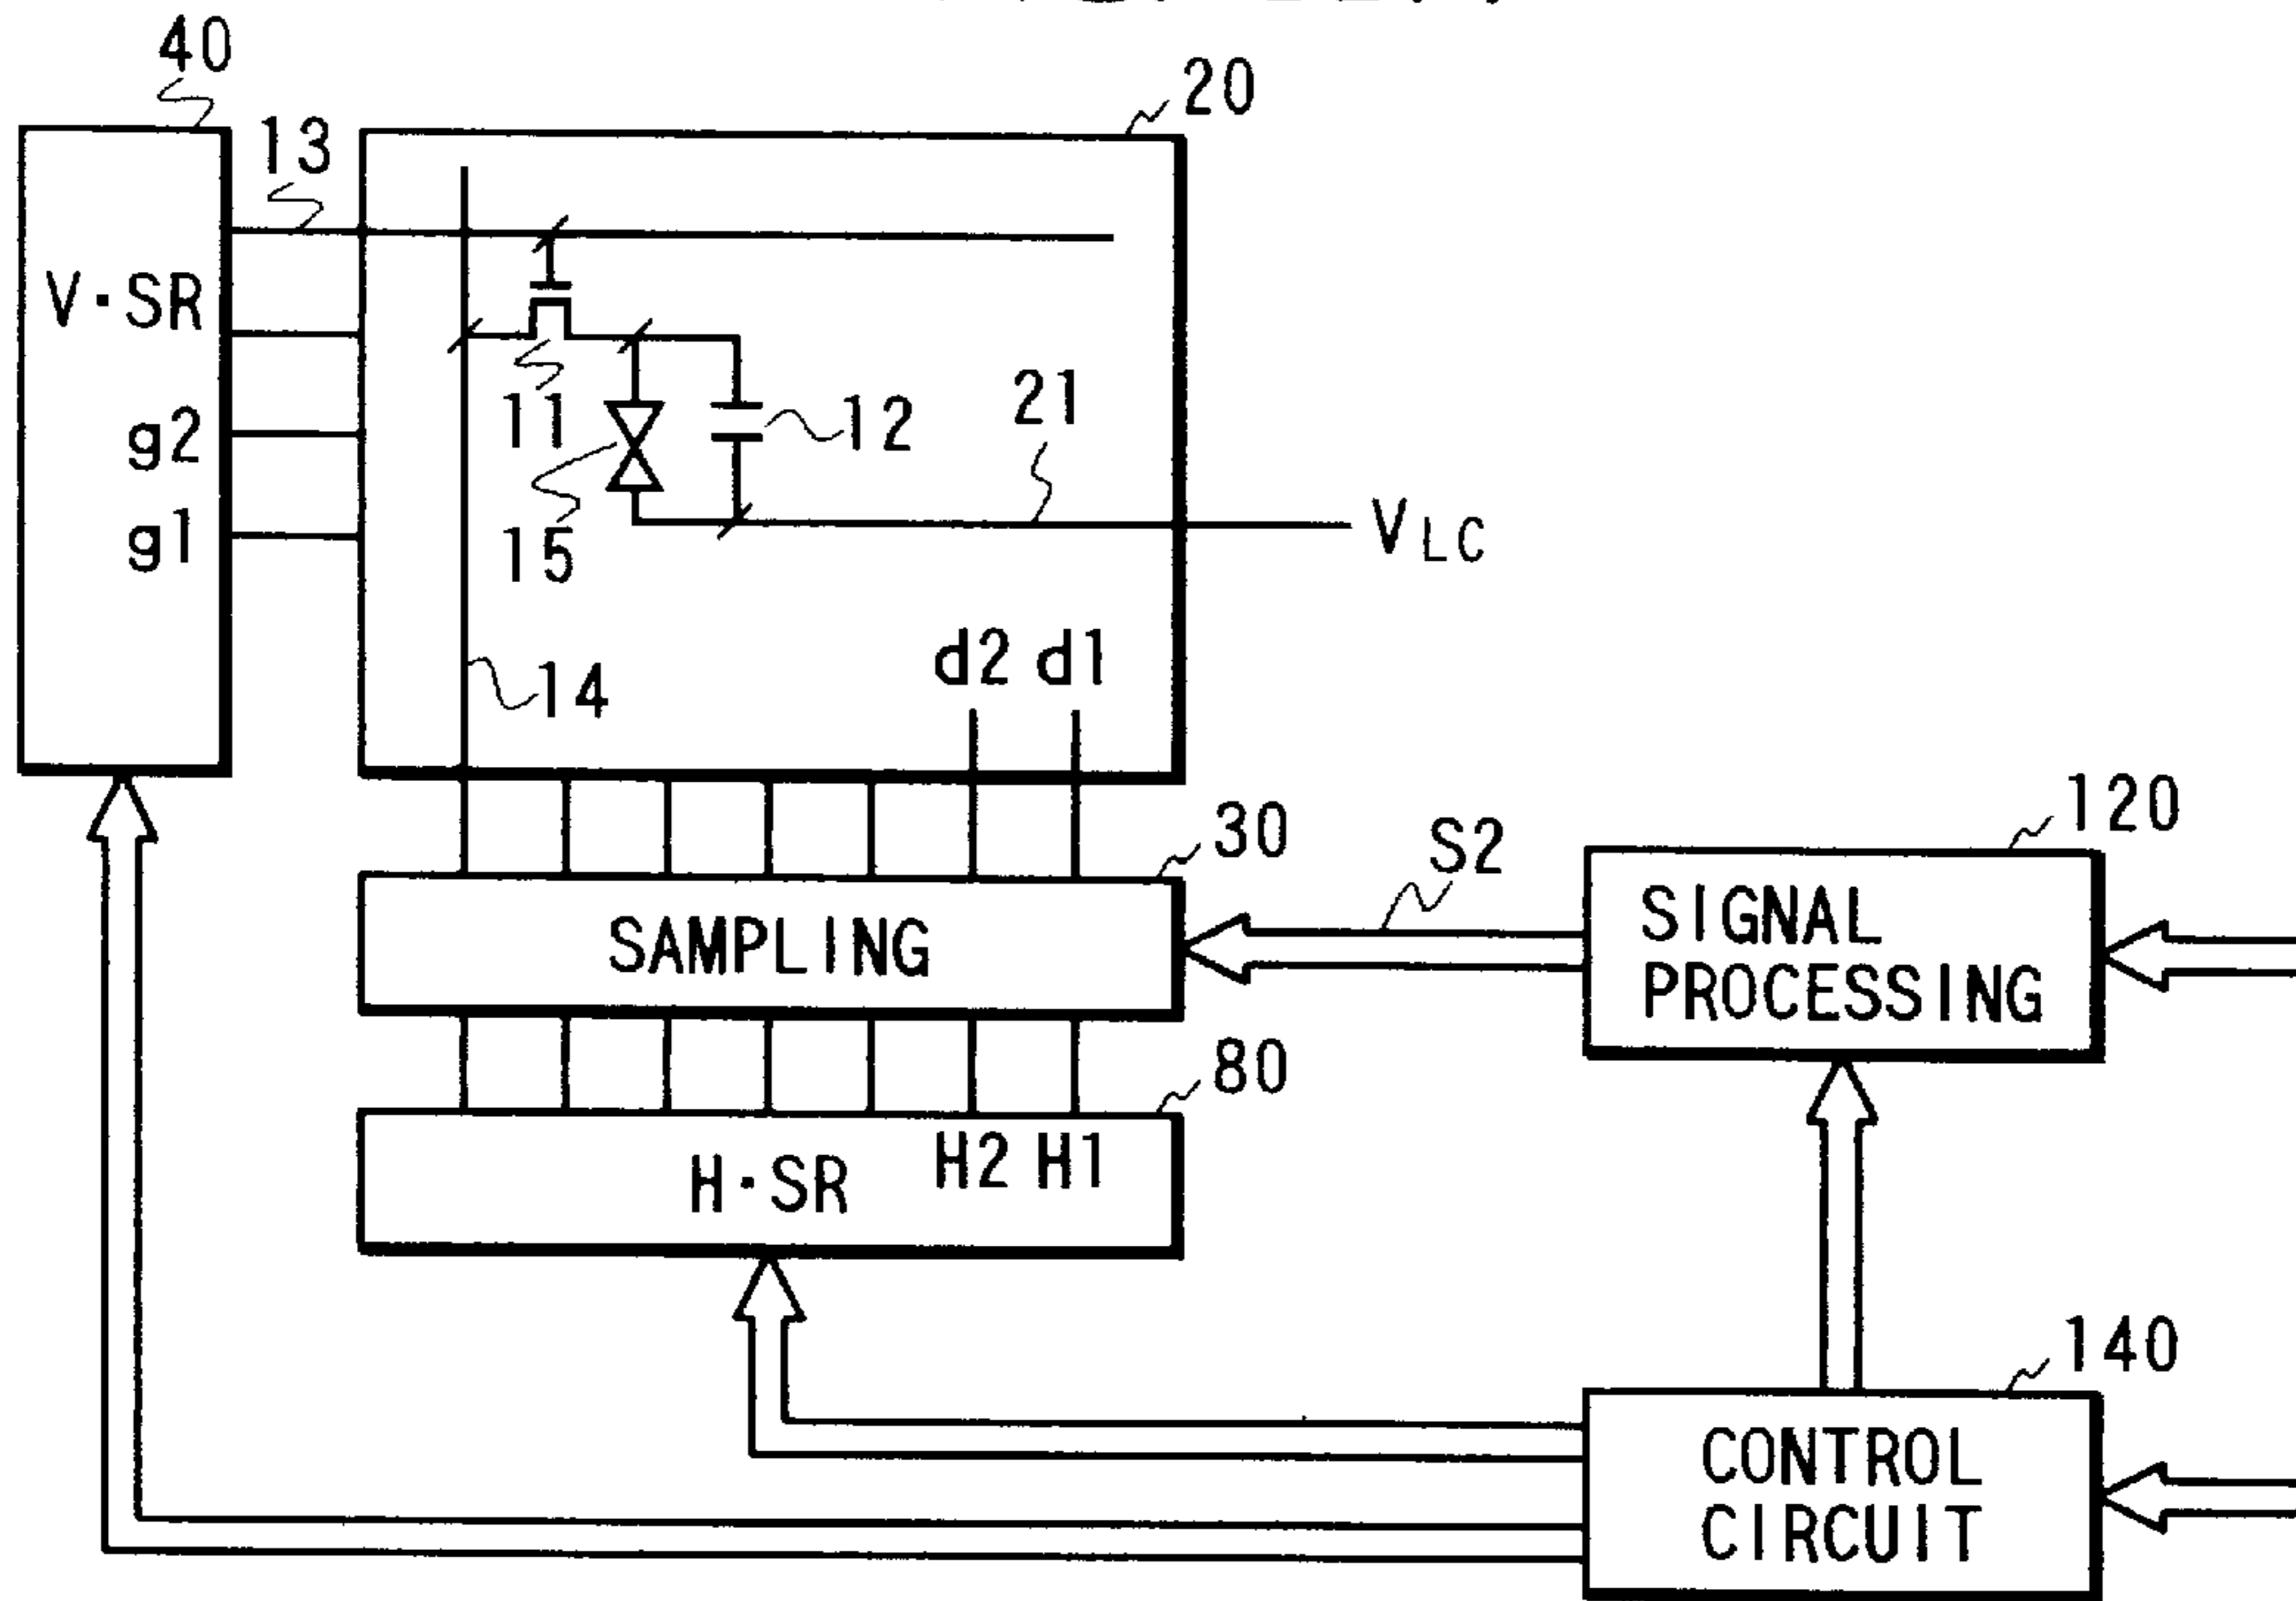 40
20
13
V·SR
g2
g1
11
12
21
15
VLC
d2 d1
14
120
30
S2
SAMPLING
SIGNAL
PROCESSING
80
H·SR
H2 H1
140
CONTROL
CIRCUIT